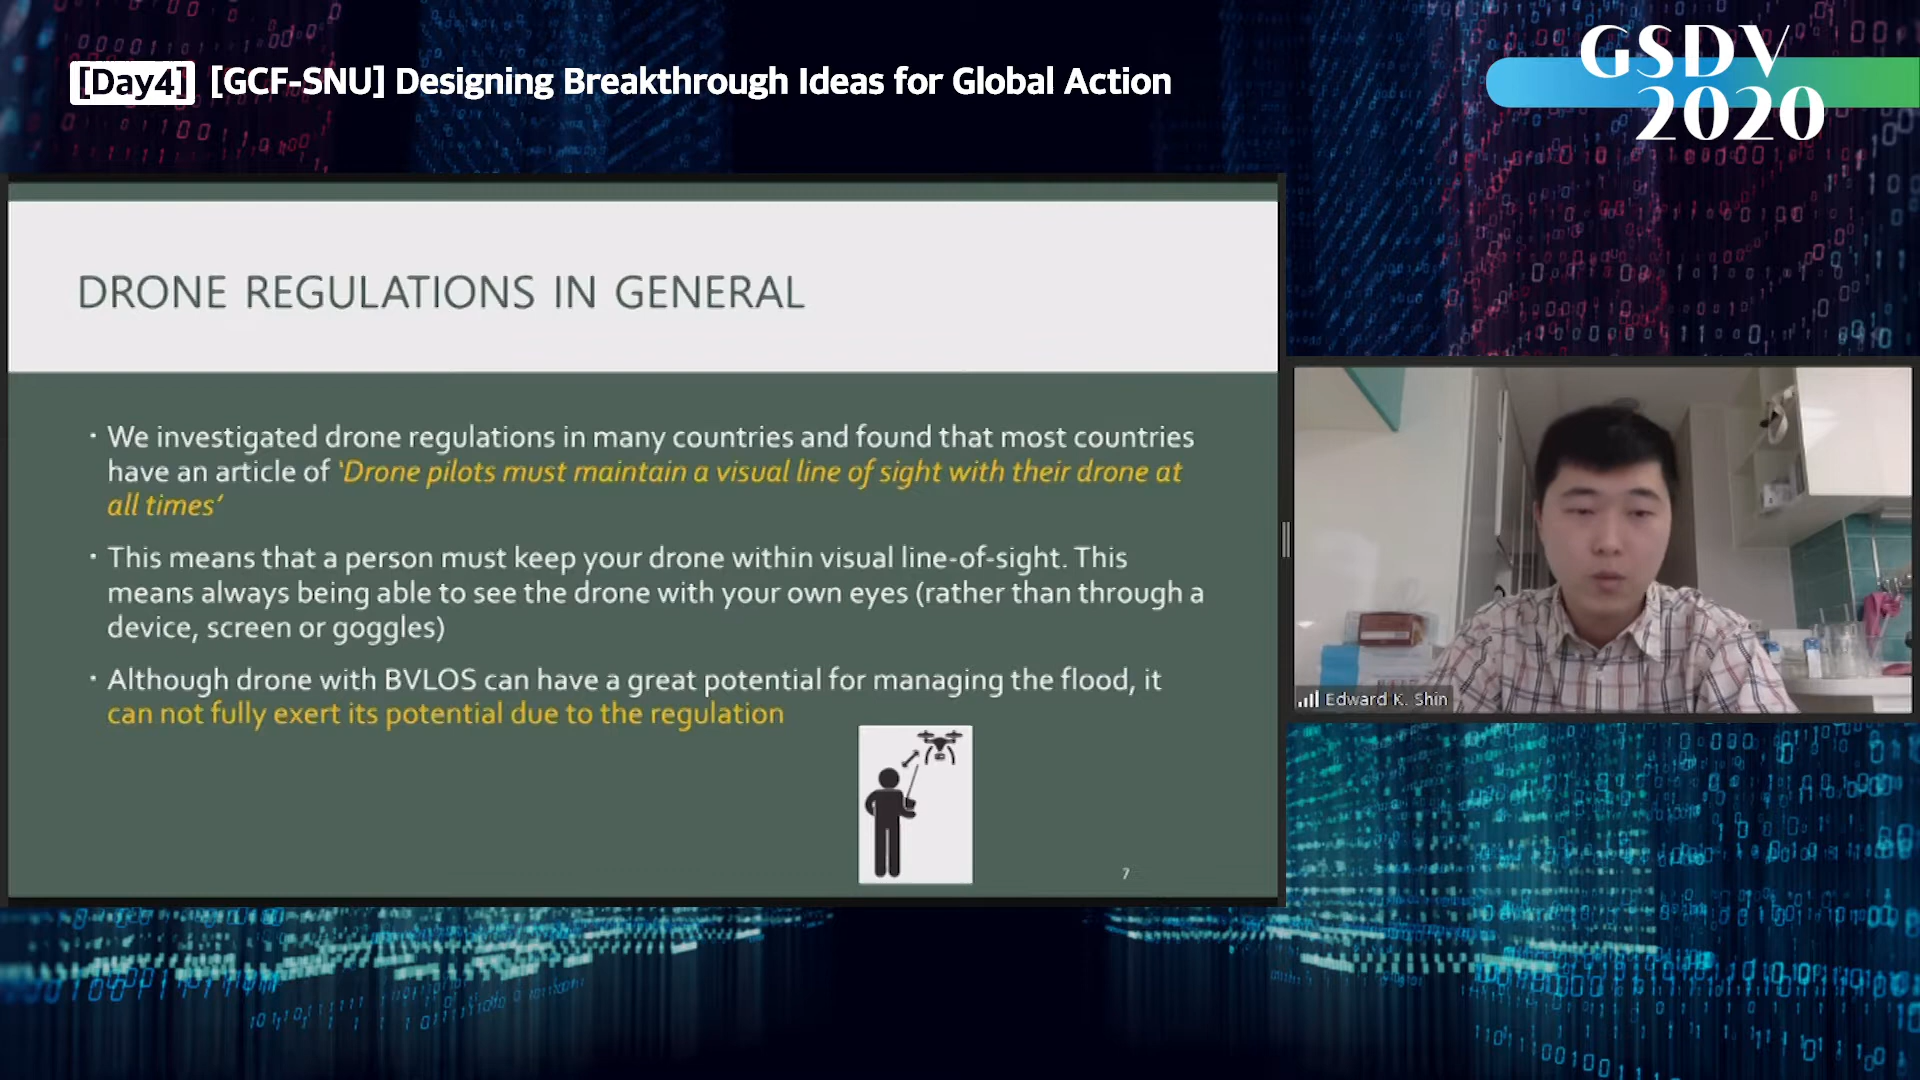 [Day4] [GCF-SNU] Designing Breakthrough Ideas for Global Action
GSDV
2020
DRONE REGULATIONS IN GENERAL
· We investigated drone regulations in many countries and found that most countries
have an article of ‘Drone pilots must maintain a visual line of sight with their drone at
all times’
· This means that a person must keep your drone within visual line-of-sight. This
means always being able to see the drone with your own eyes (rather than through a
device, screen or goggles)
· Although drone with BVLOS can have a great potential for managing the flood, it
can not fully exert its potential due to the regulation
7
Edward K. Shin